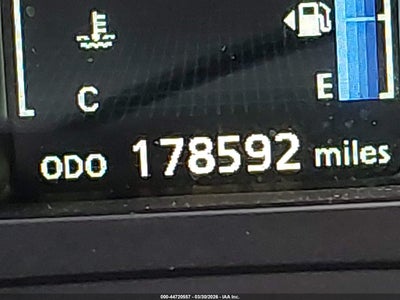 C
E
ODO 178592 miles
000-44720557 - 03/30/2026 - IAA Inc.